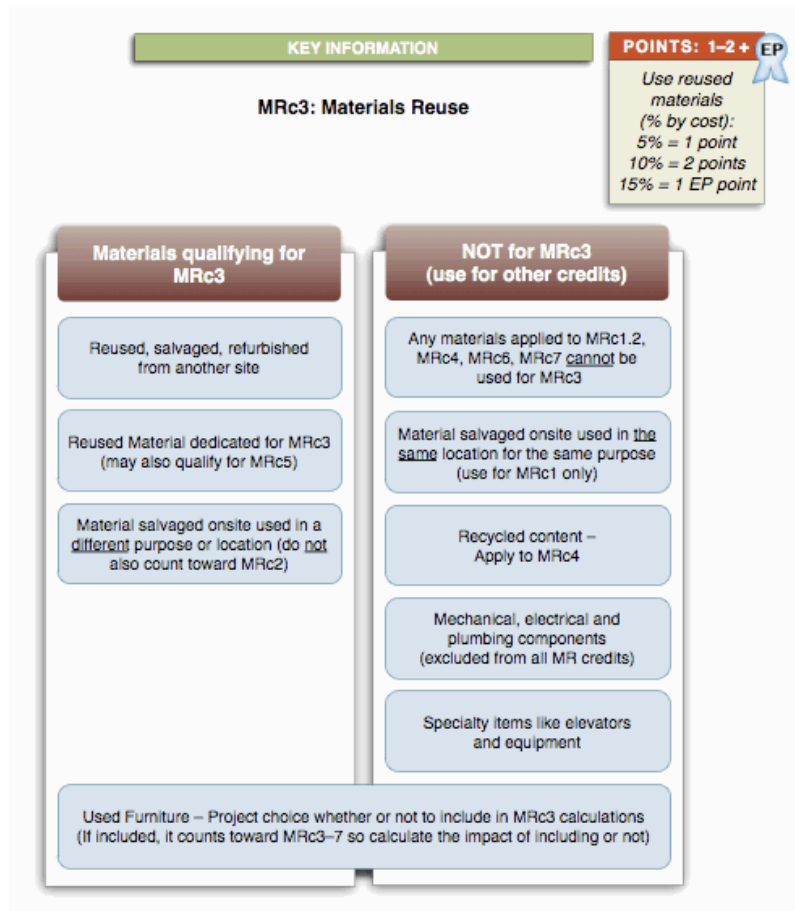 KEY INFORMATION
POINTS: 1–2 +
EP
Use reused
materials
(% by cost):
5% = 1 point
10% = 2 points
15% = 1 EP point
MRc3: Materials Reuse
Materials qualifying for
MRc3
Reused, salvaged, refurbished
from another site
Reused Material dedicated for MRc3
(may also qualify for MRc5)
Material salvaged onsite used in a
different purpose or location (do not
also count toward MRc2)
NOT for MRc3
(use for other credits)
Any materials applied to MRc1.2,
MRc4, MRc6, MRc7 cannot be
used for MRc3
Material salvaged onsite used in the
same location for the same purpose
(use for MRc1 only)
Recycled content –
Apply to MRc4
Mechanical, electrical and
plumbing components
(excluded from all MR credits)
Specialty items like elevators
and equipment
Used Furniture – Project choice whether or not to include in MRc3 calculations
(If included, it counts toward MRc3–7 so calculate the impact of including or not)